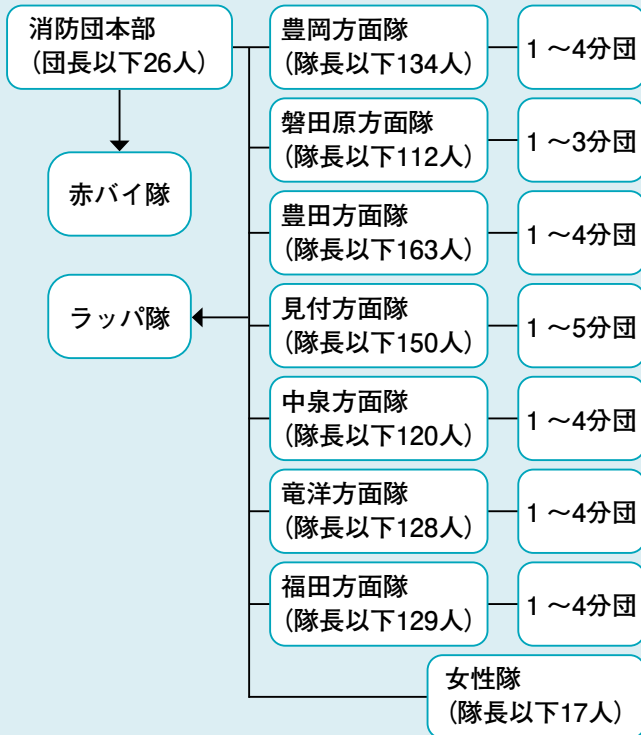 消防団本部
（団長以下26人）
赤バイ隊
ラッパ隊
豊岡方面隊
（隊長以下134人）
1～4分団
磐田原方面隊
（隊長以下112人）
1～3分団
豊田方面隊
（隊長以下163人）
1～4分団
見付方面隊
（隊長以下150人）
1～5分団
中泉方面隊
（隊長以下120人）
1～4分団
竜洋方面隊
（隊長以下128人）
1～4分団
福田方面隊
（隊長以下129人）
1～4分団
女性隊
（隊長以下17人）